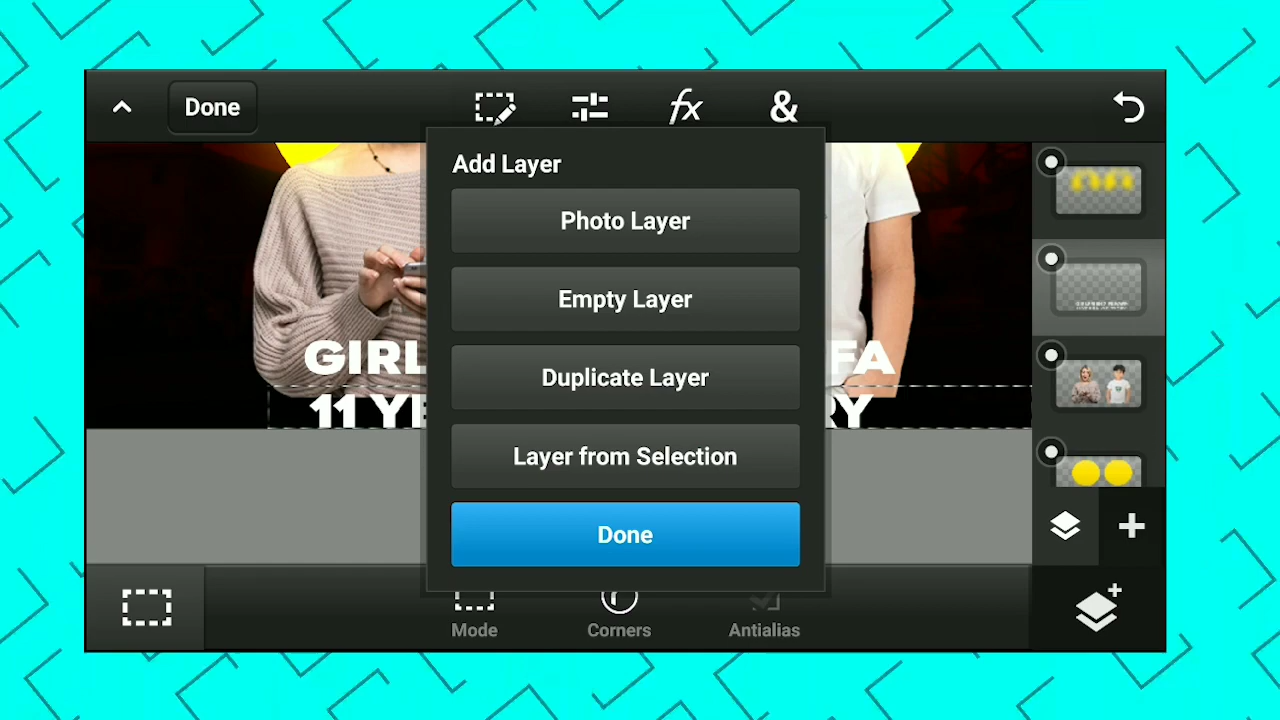 Done
fx
&
Add Layer
Photo Layer
Empty Layer
Duplicate Layer
Layer from Selection
Done
GIRL FA
11 YE RY
Mode
Corners
Antialias